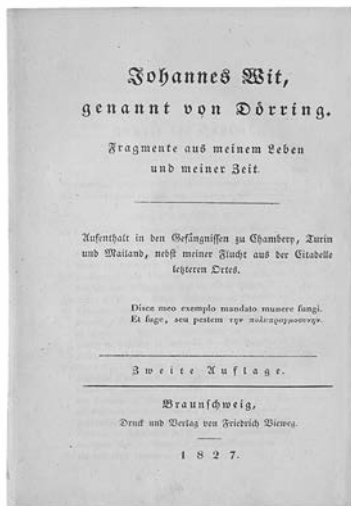 Johannes Wit,
genannt von Dörring.
Fragmente aus meinem Leben
und meiner Zeit.
Aufenthalt in den Gefängnissen zu Chambery, Turin
und Mailand, nebst meiner Flucht aus der Citadelle
letzteren Ortes.
Disce meo exemplo mandato munere fungi.
Et fuge, ceu pestem την πολυπραγμοσυνην.
Zweite Auflage.
Braunschweig,
Druck und Verlag von Friedrich Vieweg.
1827.